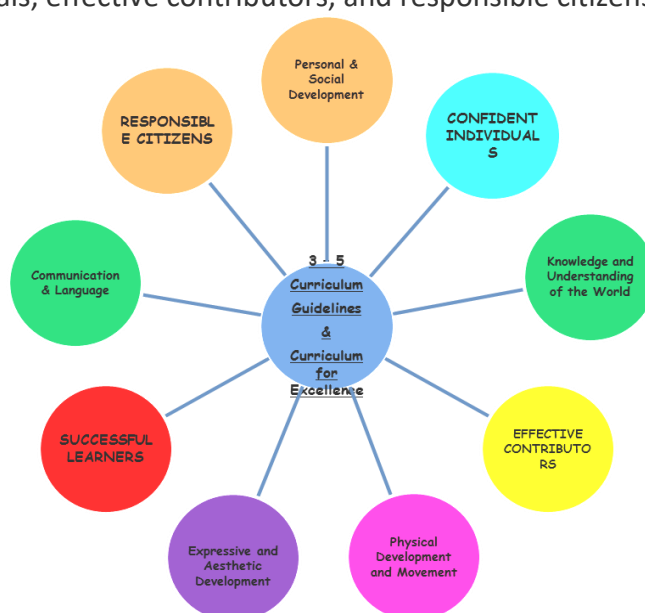 als, effective contributors, and responsible citizens
Personal &
Social
Development
RESPONSIBL
E CITIZENS
CONFIDENT
INDIVIDUAL
S
Communication
& Language
Knowledge and
Understanding
of the World
3 - 5
Curriculum
Guidelines
&
Curriculum
for
Excellence
SUCCESSFUL
LEARNERS
EFFECTIVE
CONTRIBUTO
RS
Expressive and
Aesthetic
Development
Physical
Development
and Movement